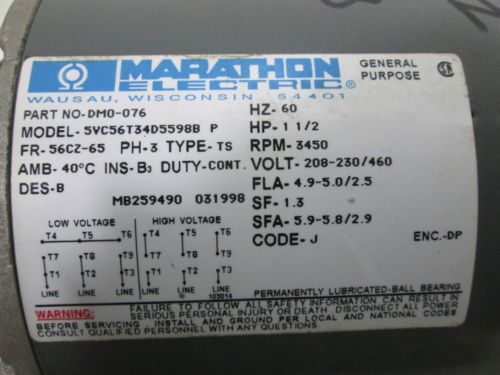 MARATHON
ELECTRIC®
WAUSAU, WISCONSIN 54401
GENERAL
PURPOSE
PART NO-DM0-076
HZ-60
MODEL-5VC56T34D5598B P
HP-1 1/2
FR-56CZ-65 PH-3 TYPE-TS
RPM-3450
AMB-40°C INS-B3 DUTY-CONT.
VOLT-208-230/460
DES-B
FLA-4.9-5.0/2.5
MB259490 031998
SF-1.3
SFA-5.9-5.8/2.9
CODE-J
ENC.-DP
LOW VOLTAGE
HIGH VOLTAGE
T4 T5 T6 T4 T5 T6
T7 T8 T9 T7 T8 T9
T1 T2 T3 T1 T2 T3
LINE LINE LINE LINE LINE LINE
103014
PERMANENTLY LUBRICATED-BALL BEARING
WARNING: FAILURE TO FOLLOW ALL SAFETY INFORMATION CAN RESULT IN
SERIOUS PERSONAL INJURY OR DEATH. DISCONNECT ALL POWER
BEFORE SERVICING. INSTALL AND GROUND PER LOCAL AND NATIONAL CODES
CONSULT QUALIFIED PERSONNEL WITH ANY QUESTIONS.